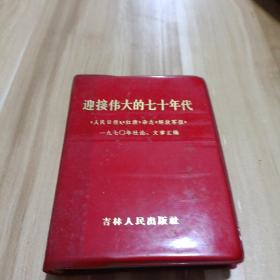 迎接伟大的七十年代
《人民日报》《红旗》杂志《解放军报》
一九七〇年社论、文章汇编
吉林人民出版社